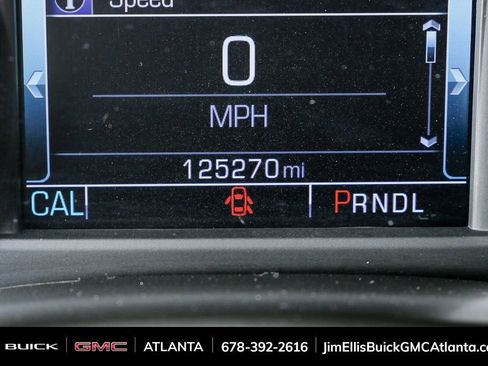 Speed
0
MPH
125270 mi
CAL PRNDL
BUICK GMC ATLANTA 678-392-2616 JimEllisBuickGMCAtlanta.co